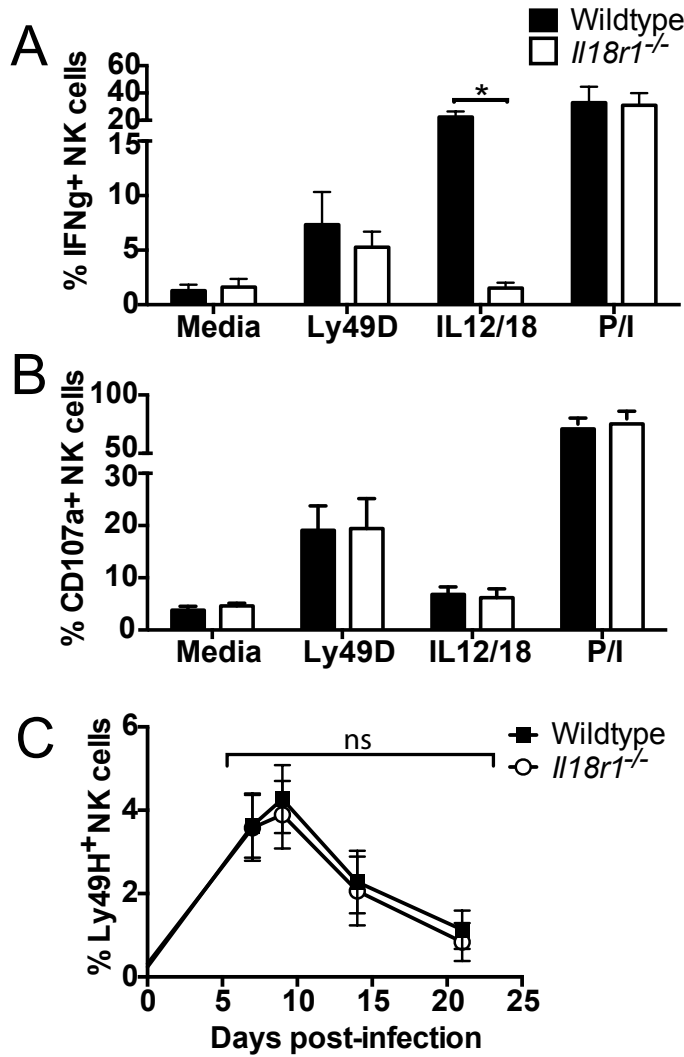 Wildtype
Il18r1-/-
A
% IFNg+ NK cells
60
40
20
15
10
5
0
*
Media Ly49D IL12/18 P/I
B
% CD107a+ NK cells
100
50
30
20
10
0
Media Ly49D IL12/18 P/I
C
% Ly49H+NK cells
6
4
2
0
ns
Wildtype
Il18r1-/-
0 5 10 15 20 25
Days post-infection